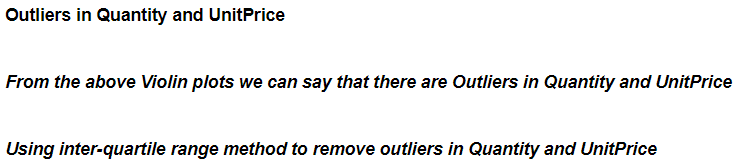 Outliers in Quantity and UnitPrice
From the above Violin plots we can say that there are Outliers in Quantity and UnitPrice
Using inter-quartile range method to remove outliers in Quantity and UnitPrice